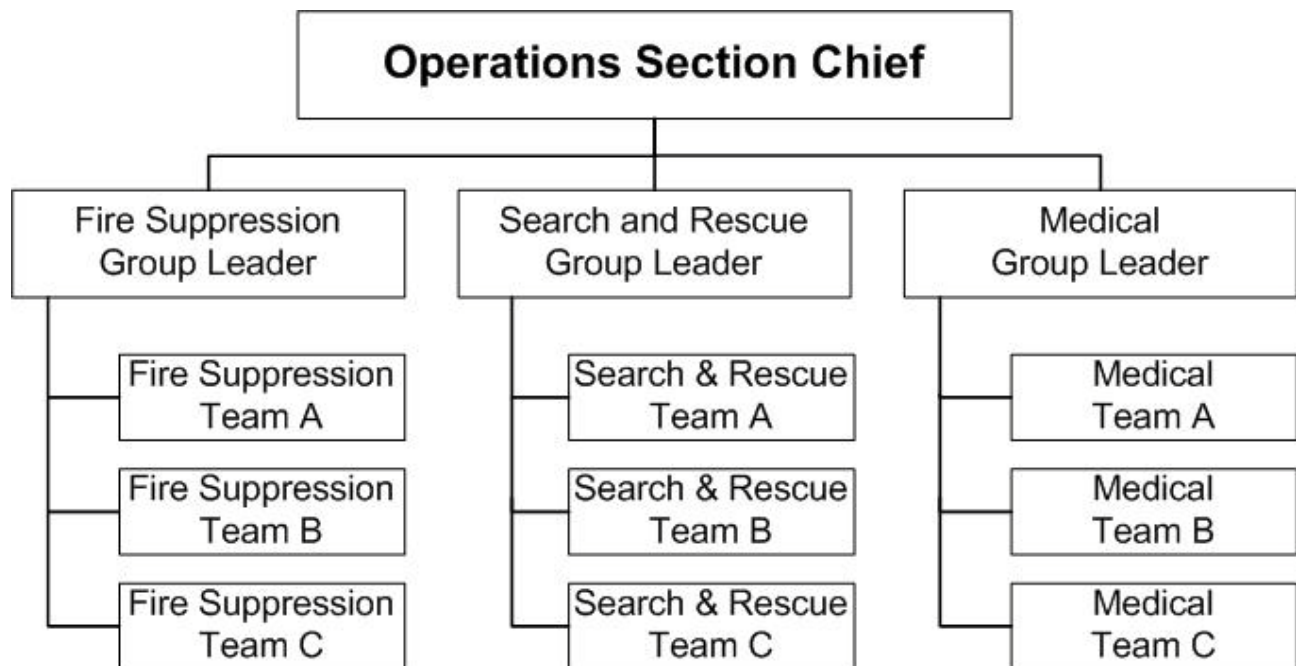 Operations Section Chief
Fire Suppression
Group Leader
Search and Rescue
Group Leader
Medical
Group Leader
Fire Suppression
Team A
Fire Suppression
Team B
Fire Suppression
Team C
Search & Rescue
Team A
Search & Rescue
Team B
Search & Rescue
Team C
Medical
Team A
Medical
Team B
Medical
Team C